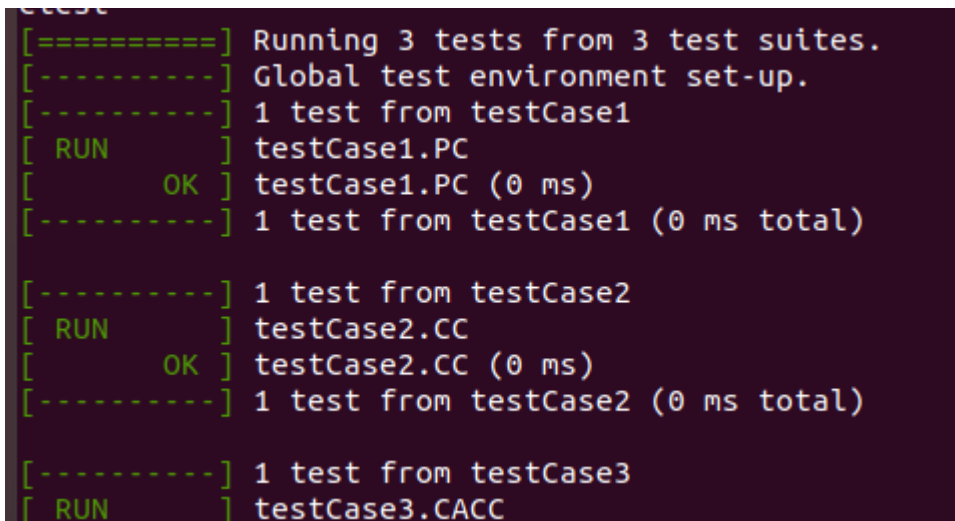 [==========] Running 3 tests from 3 test suites.
[----------] Global test environment set-up.
[----------] 1 test from testCase1
[ RUN      ] testCase1.PC
[       OK ] testCase1.PC (0 ms)
[----------] 1 test from testCase1 (0 ms total)

[----------] 1 test from testCase2
[ RUN      ] testCase2.CC
[       OK ] testCase2.CC (0 ms)
[----------] 1 test from testCase2 (0 ms total)

[----------] 1 test from testCase3
[ RUN      ] testCase3.CACC